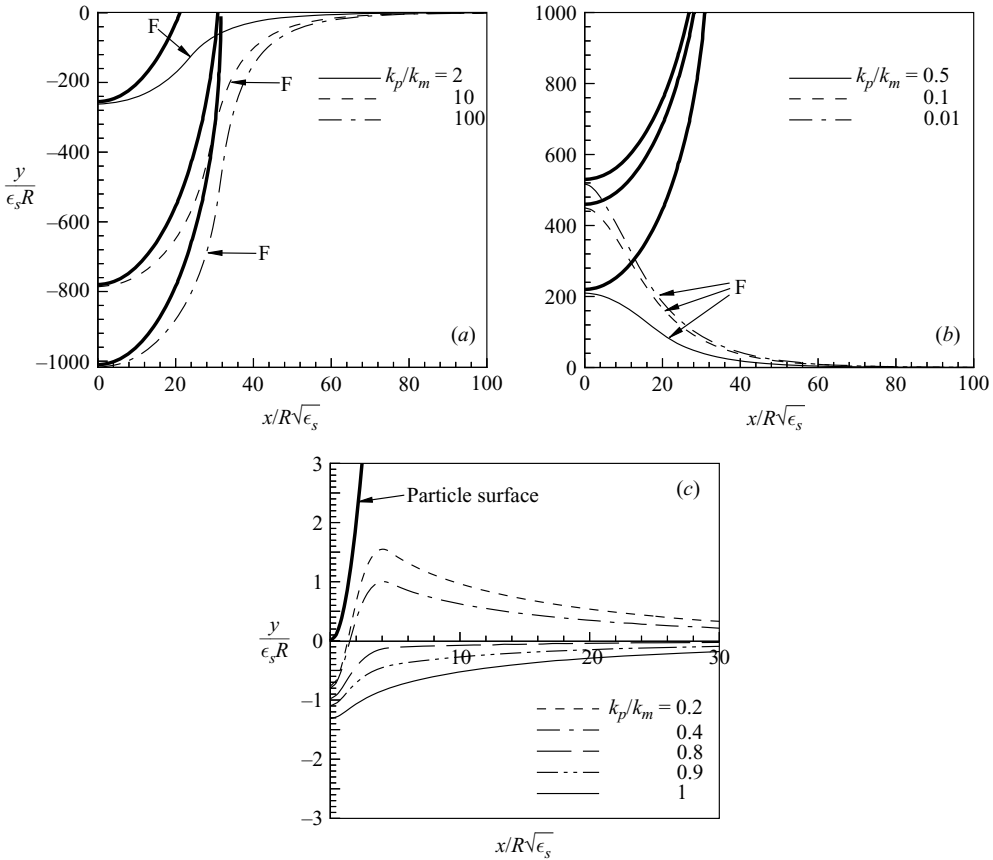 0
F
F
k_p/k_m = 2
10
100
F
−200
−400
−600
−800
−1000
y/ϵ_sR
(a)
0 20 40 60 80 100
x/R√ϵ_s
1000
800
600
400
200
0
k_p/k_m = 0.5
0.1
0.01
F
(b)
0 20 40 60 80 100
x/R√ϵ_s
3
2
1
0
−1
−2
−3
y/ϵ_sR
Particle surface
(c)
10 20 30
k_p/k_m = 0.2
0.4
0.8
0.9
1
x/R√ϵ_s